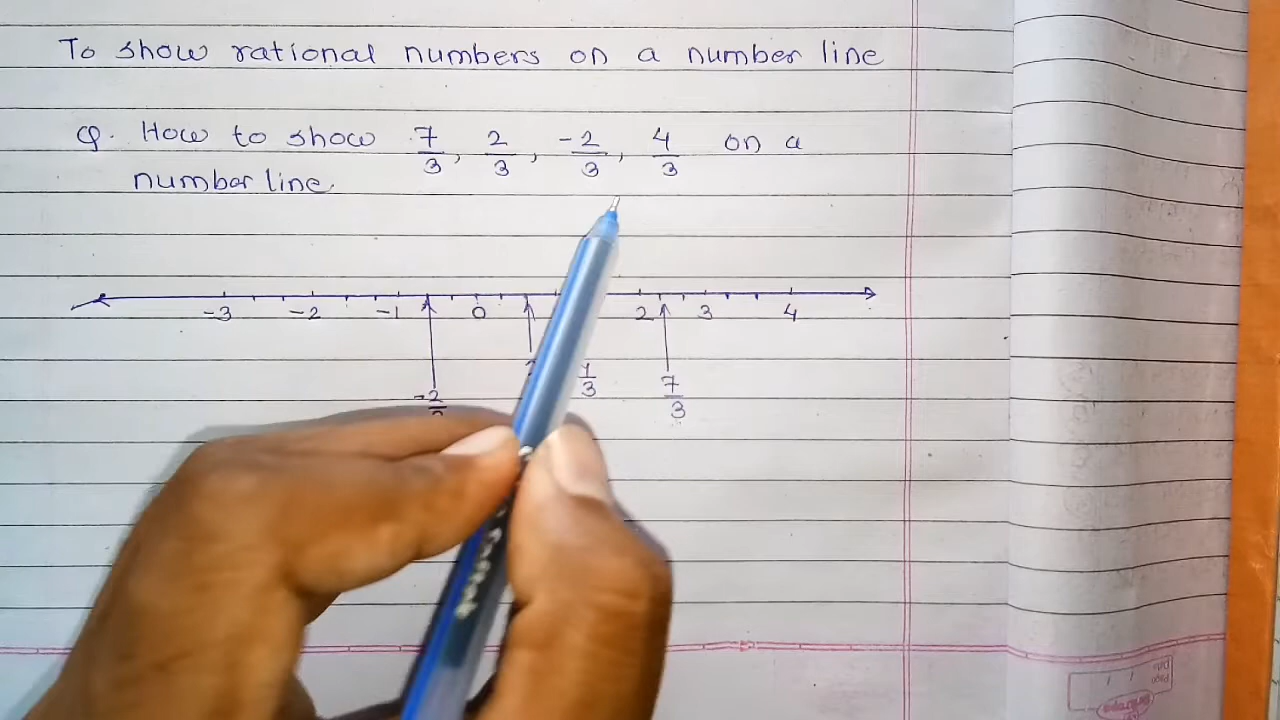 To show rational numbers on a number line
Q. How to show 7/3, 2/3, -2/3, 4/3 on a
number line
-3 -2 -1 0 2 3 4
7/3